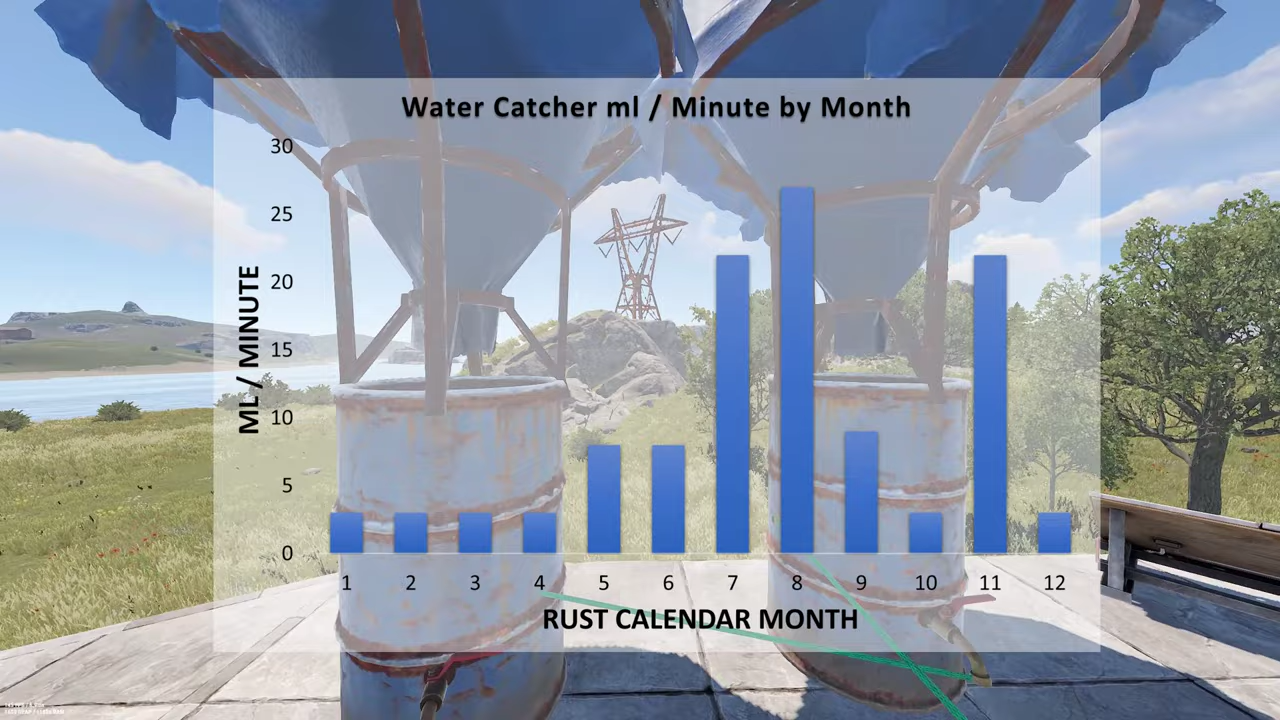 Water Catcher ml / Minute by Month
30
25
20
15
10
5
0
ML / MINUTE
1 2 3 4 5 6 7 8 9 10 11 12
RUST CALENDAR MONTH